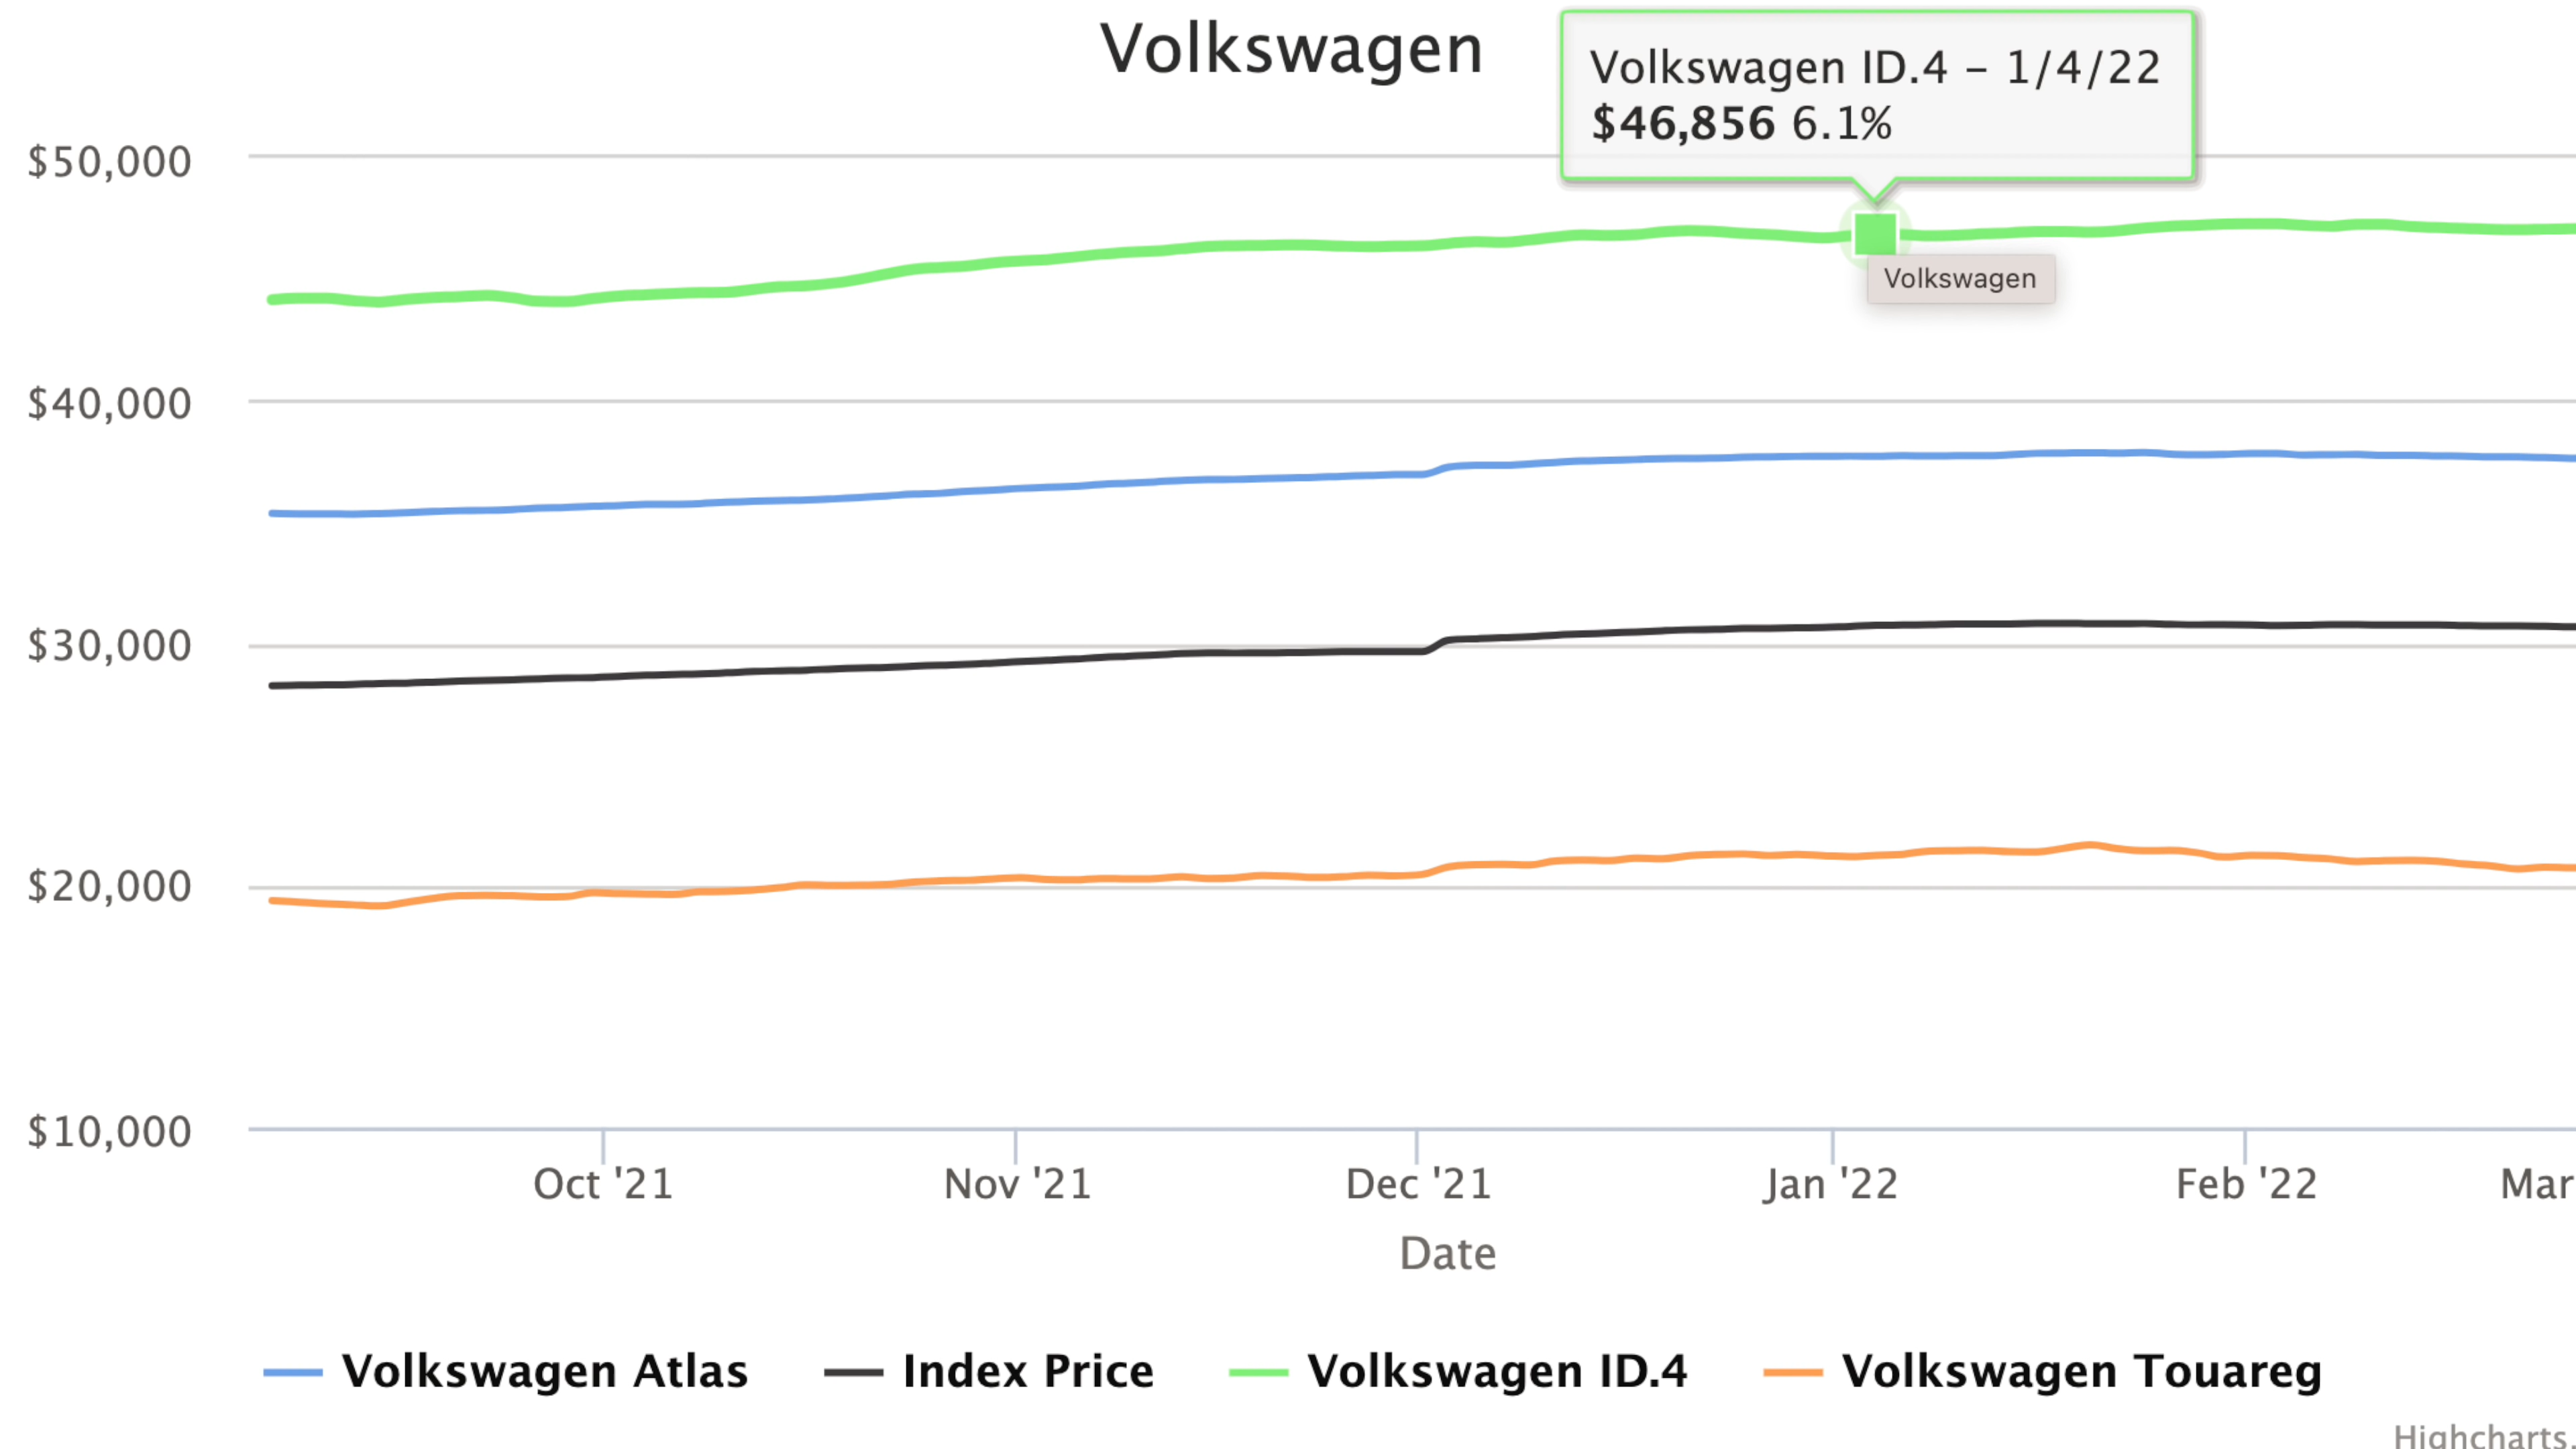 Volkswagen
Volkswagen ID.4 – 1/4/22
$46,856 6.1%
Volkswagen
$50,000
$40,000
$30,000
$20,000
$10,000
Oct '21 Nov '21 Dec '21 Jan '22 Feb '22 Mar
Date
Volkswagen Atlas Index Price Volkswagen ID.4 Volkswagen Touareg
Highcharts.